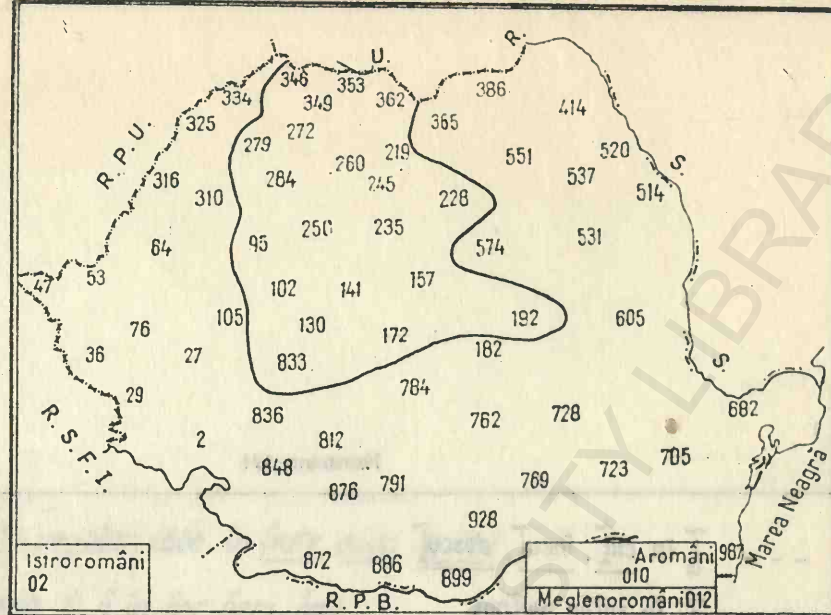 U. R. S. S.
346 353
334 349 362 386
325 365 414
279 272 219 551 520
316 284 260 245 537 514
310 228
64 95 250 235 574 531
47 53 102 141 157
76 105 130 192 605
36 27 833 172 182
29 784
836 762 728 682
2 812
848 876 791 769 723 705
928
872 886 899 987
R.P.U.
R.S.F.I
R.P.B.
Marea Neagră
Istroromâni
02
Aromâni
010
Meglenoromâni 012
SITY LIBRAR